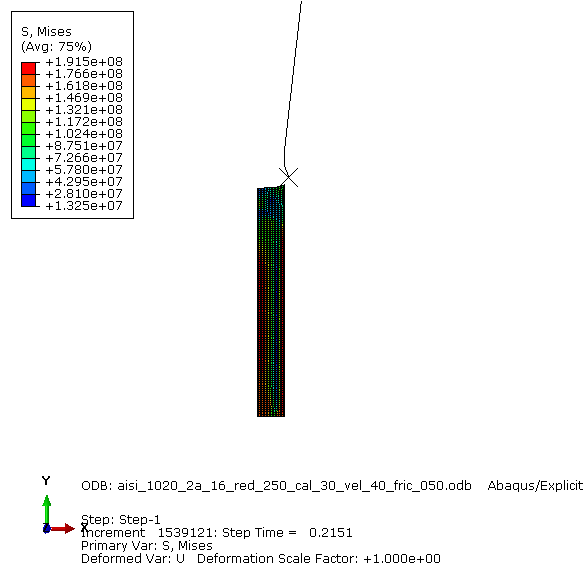 S, Mises
(Avg: 75%)
+1.915e+08
+1.766e+08
+1.618e+08
+1.469e+08
+1.321e+08
+1.172e+08
+1.024e+08
+8.751e+07
+7.266e+07
+5.780e+07
+4.295e+07
+2.810e+07
+1.325e+07
Y
X
ODB: aisi_1020_2a_16_red_250_cal_30_vel_40_fric_050.odb Abaqus/Explicit
Step: Step-1
Increment 1539121: Step Time = 0.2151
Primary Var: S, Mises
Deformed Var: U Deformation Scale Factor: +1.000e+00